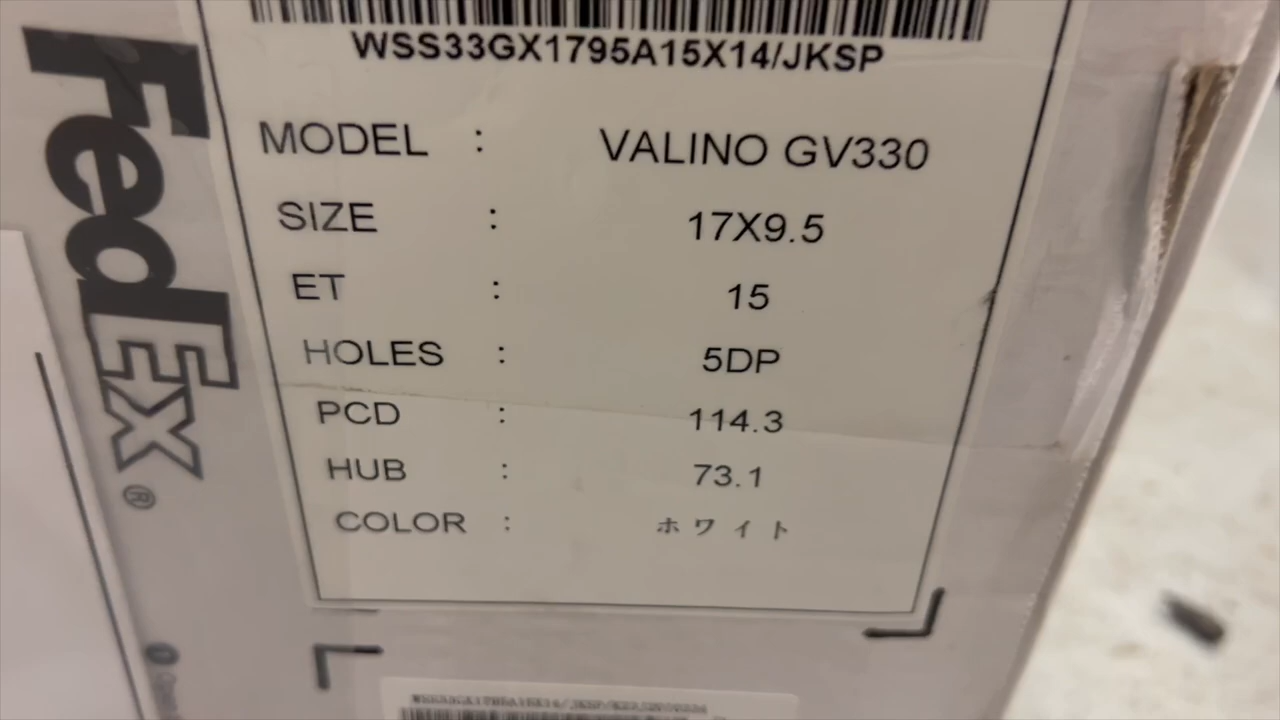 FedEx ®
WSS33GX1795A15X14/JKSP
MODEL : VALINO GV330
SIZE : 17X9.5
ET : 15
HOLES : 5DP
PCD : 114.3
HUB : 73.1
COLOR : ホワイト